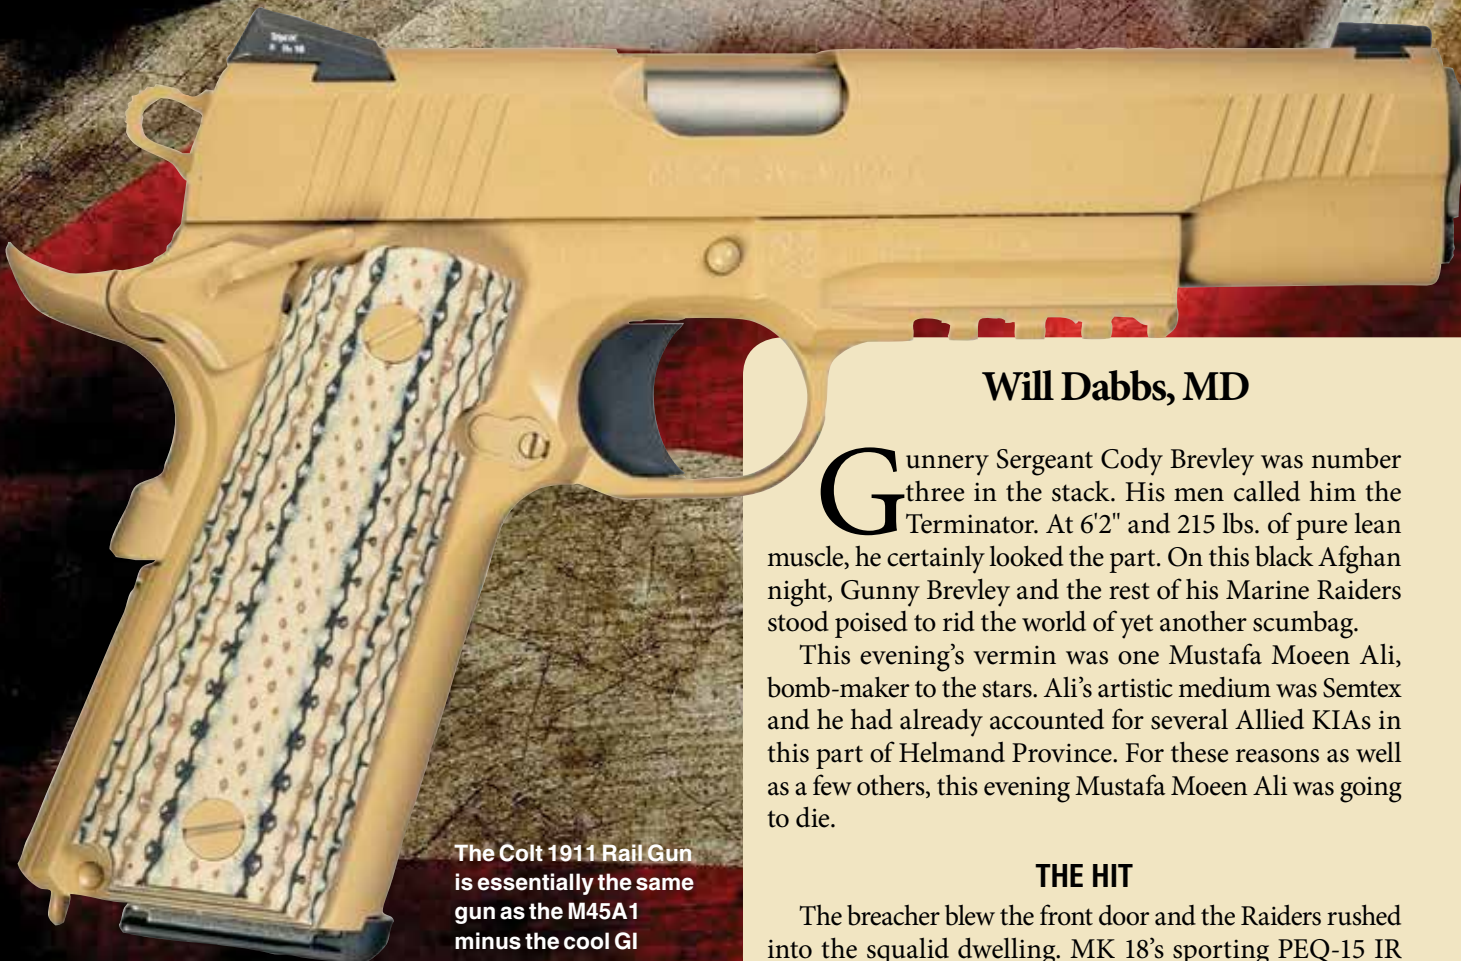 Will Dabbs, MD
Gunnery Sergeant Cody Brevley was number
three in the stack. His men called him the
Terminator. At 6'2" and 215 lbs. of pure lean
muscle, he certainly looked the part. On this black Afghan
night, Gunny Brevley and the rest of his Marine Raiders
stood poised to rid the world of yet another scumbag.
This evening’s vermin was one Mustafa Moeen Ali,
bomb-maker to the stars. Ali’s artistic medium was Semtex
and he had already accounted for several Allied KIAs in
this part of Helmand Province. For these reasons as well
as a few others, this evening Mustafa Moeen Ali was going
to die.
THE HIT
The breacher blew the front door and the Raiders rushed
into the squalid dwelling. MK 18’s sporting PEQ-15 IR
The Colt 1911 Rail Gun
is essentially the same
gun as the M45A1
minus the cool GI